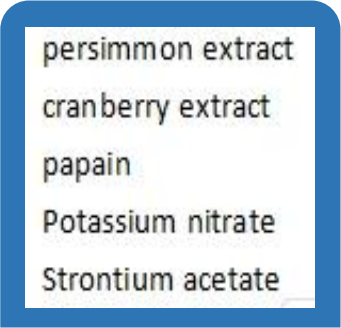 persimmon extract
cranberry extract
papain
Potassium nitrate
Strontium acetate